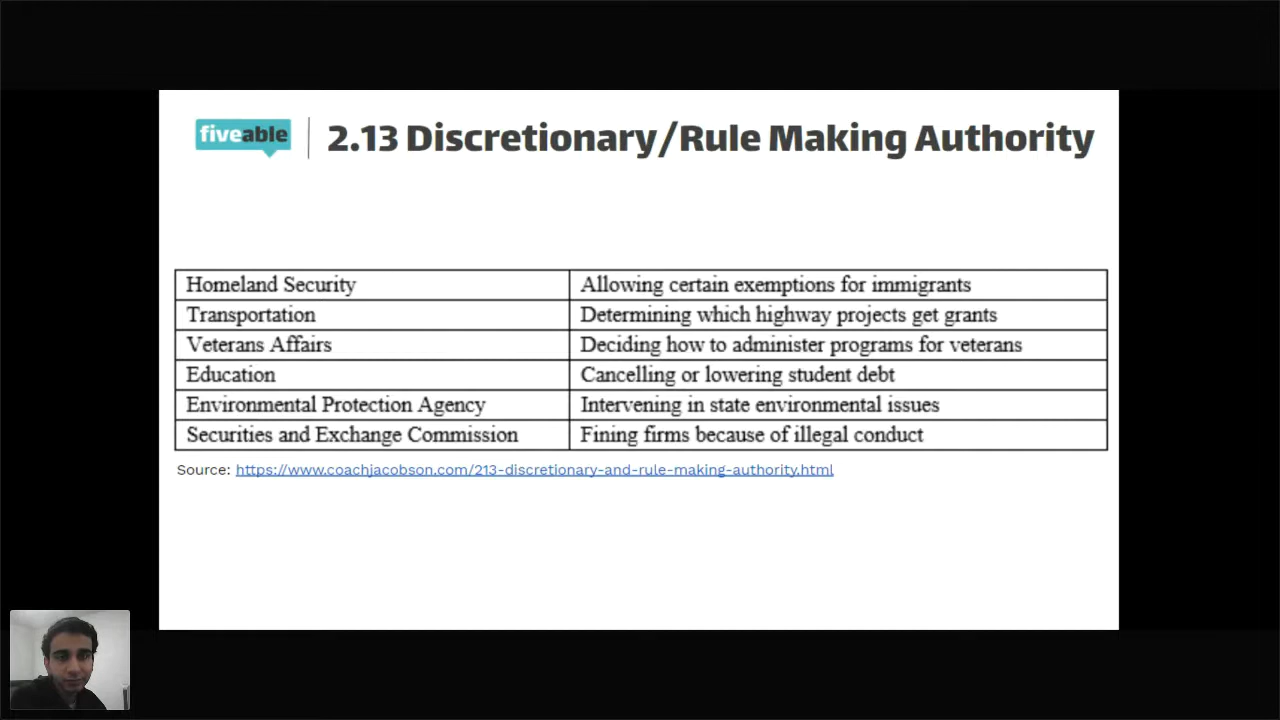 fiveable
2.13 Discretionary/Rule Making Authority
Homeland Security Allowing certain exemptions for immigrants
Transportation Determining which highway projects get grants
Veterans Affairs Deciding how to administer programs for veterans
Education Cancelling or lowering student debt
Environmental Protection Agency Intervening in state environmental issues
Securities and Exchange Commission Fining firms because of illegal conduct
Source: https://www.coachjacobson.com/213-discretionary-and-rule-making-authority.html